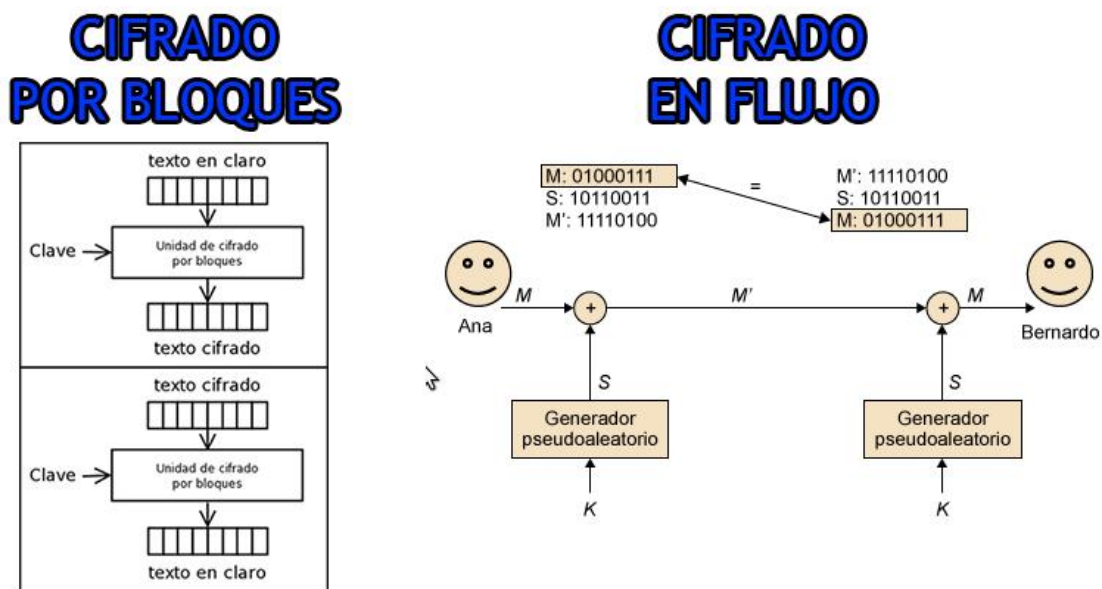 CIFRADO
POR BLOQUES
texto en claro
Clave
Unidad de cifrado
por bloques
texto cifrado
texto cifrado
Clave
Unidad de cifrado
por bloques
texto en claro
CIFRADO
EN FLUJO
M: 01000111
S: 10110011
M': 11110100
=
M': 11110100
S: 10110011
M: 01000111
Ana
M
+
M'
+
M
Bernardo
S
S
Generador
pseudoaleatorio
Generador
pseudoaleatorio
K
K